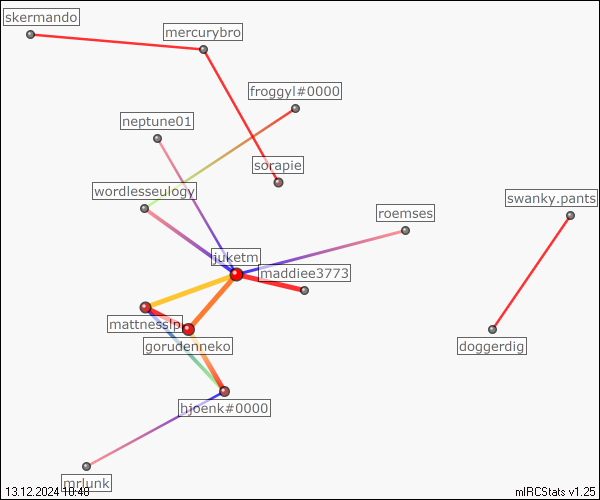 skermando
mercurybro
froggyl#0000
neptune01
sorapie
wordlesseulogy
swanky.pants
roemses
juketm
maddiee3773
mattnesslp
gorudenneko
doggerdig
hjoenk#0000
mrlunk
13.12.2024 10:48
mIRCStats v1.25